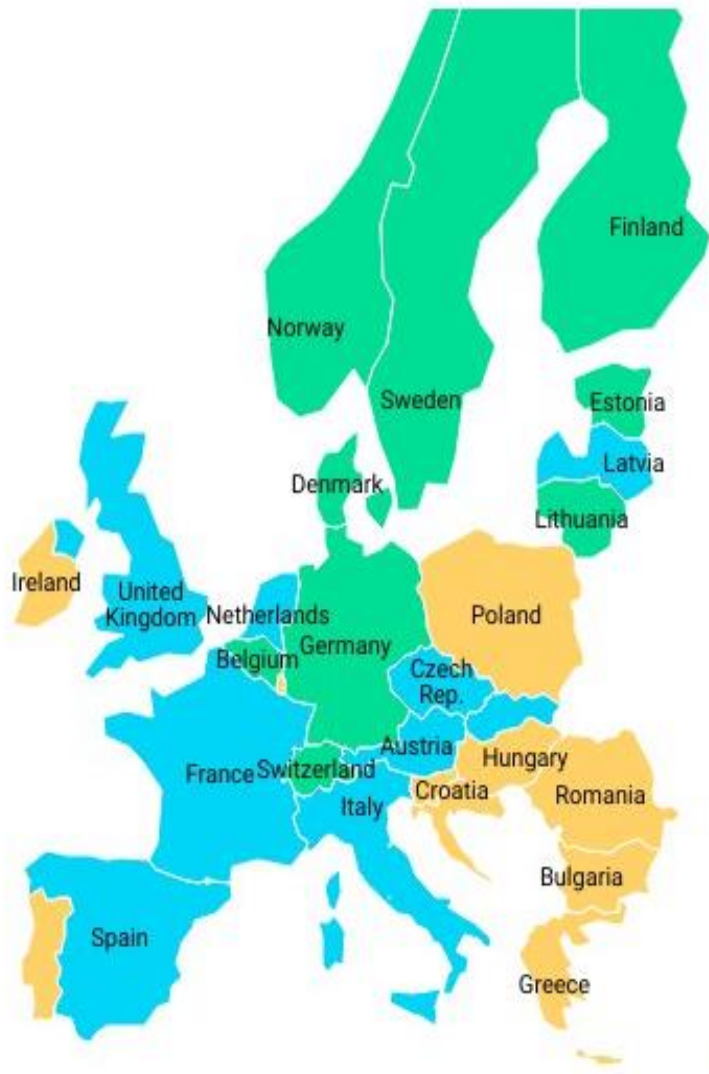 Finland
Norway
Sweden
Estonia
Latvia
Denmark
Lithuania
Ireland
United
Kingdom
Netherlands
Poland
Belgium
Germany
Czech
Rep.
Austria
Hungary
France
Switzerland
Croatia
Romania
Italy
Bulgaria
Spain
Greece